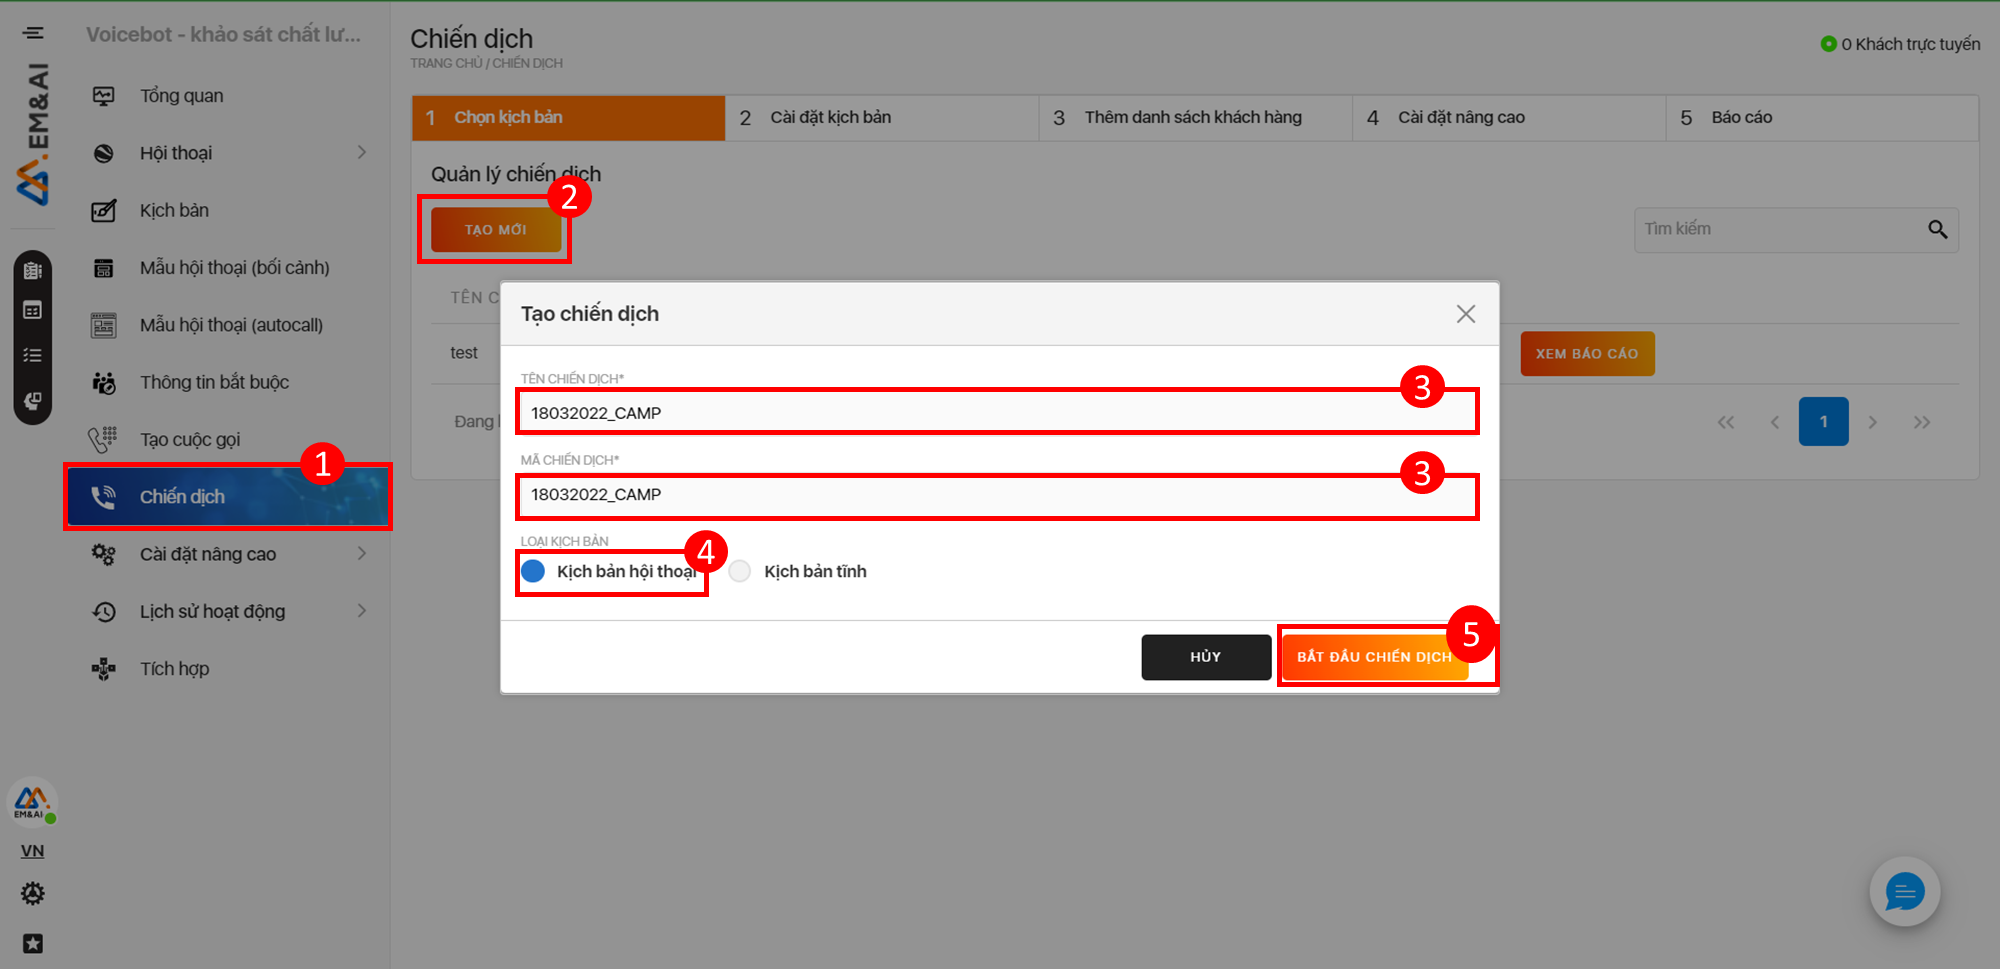 Voicebot - khảo sát chất lư...
EM&AI
Tổng quan
Hội thoại
Kịch bản
Mẫu hội thoại (bối cảnh)
Mẫu hội thoại (autocall)
Thông tin bắt buộc
Tạo cuộc gọi
1
Chiến dịch
Cài đặt nâng cao
Lịch sử hoạt động
Tích hợp
EM&AI
VN
Chiến dịch
TRANG CHỦ / CHIẾN DỊCH
0 Khách trực tuyến
1 Chọn kịch bản
2 Cài đặt kịch bản
3 Thêm danh sách khách hàng
4 Cài đặt nâng cao
5 Báo cáo
Quản lý chiến dịch
2
TẠO MỚI
Tìm kiếm
TÊN C
test
XEM BÁO CÁO
Đang
1
Tạo chiến dịch
TÊN CHIẾN DỊCH*
3
18032022_CAMP
MÃ CHIẾN DỊCH*
3
18032022_CAMP
LOẠI KỊCH BẢN
4
Kịch bản hội thoại
Kịch bản tĩnh
HỦY
5
BẮT ĐẦU CHIẾN DỊCH